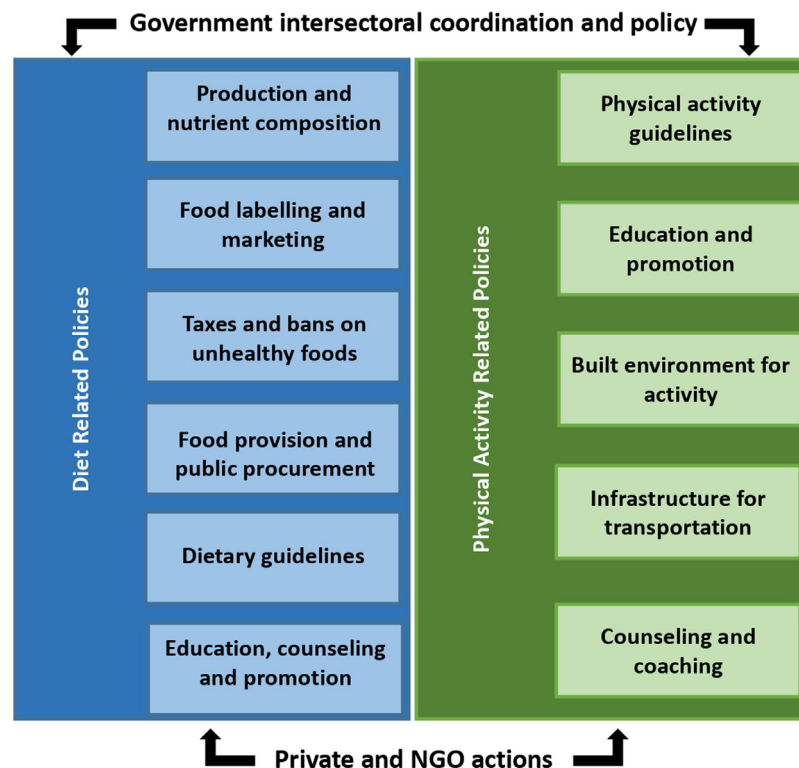 Government intersectoral coordination and policy
Diet Related Policies
Production and
nutrient composition
Food labelling and
marketing
Taxes and bans on
unhealthy foods
Food provision and
public procurement
Dietary guidelines
Education, counseling
and promotion
Physical Activity Related Policies
Physical activity
guidelines
Education and
promotion
Built environment for
activity
Infrastructure for
transportation
Counseling and
coaching
Private and NGO actions